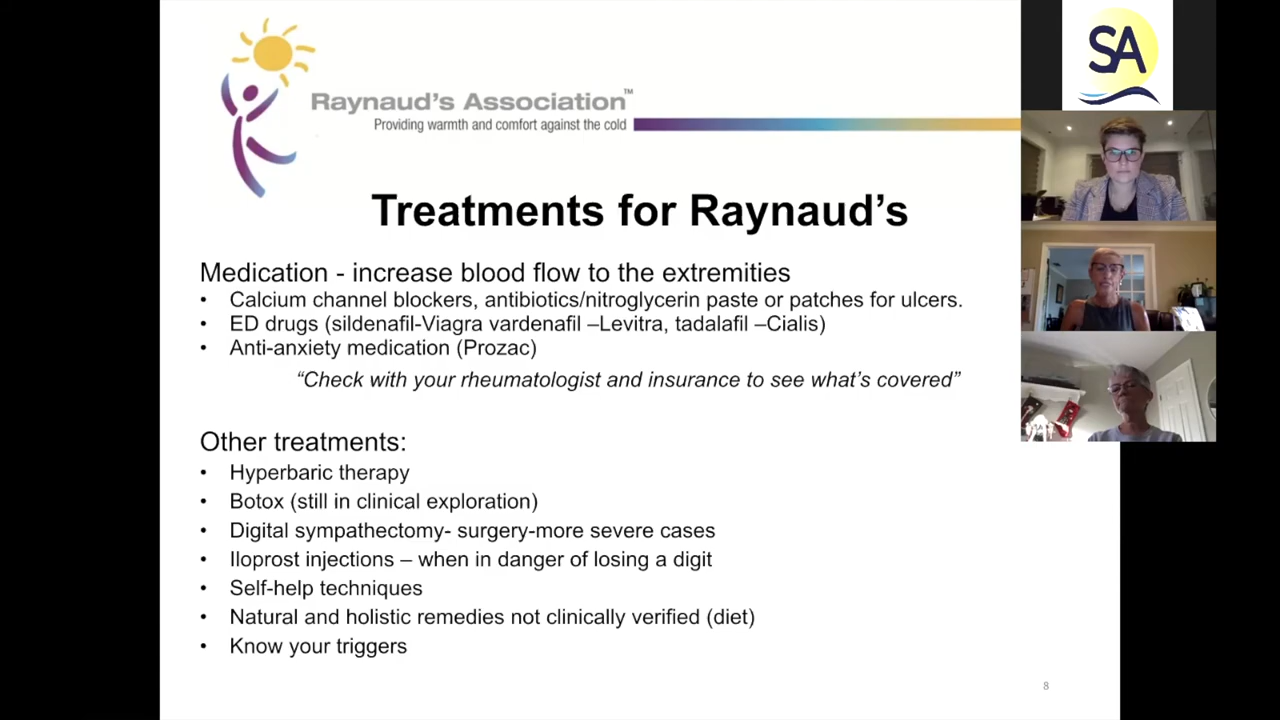 Raynaud's Association™
Providing warmth and comfort against the cold
SA
Treatments for Raynaud's
Medication - increase blood flow to the extremities
• Calcium channel blockers, antibiotics/nitroglycerin paste or patches for ulcers.
• ED drugs (sildenafil-Viagra vardenafil –Levitra, tadalafil –Cialis)
• Anti-anxiety medication (Prozac)
“Check with your rheumatologist and insurance to see what’s covered”
Other treatments:
• Hyperbaric therapy
• Botox (still in clinical exploration)
• Digital sympathectomy- surgery-more severe cases
• Iloprost injections – when in danger of losing a digit
• Self-help techniques
• Natural and holistic remedies not clinically verified (diet)
• Know your triggers
8